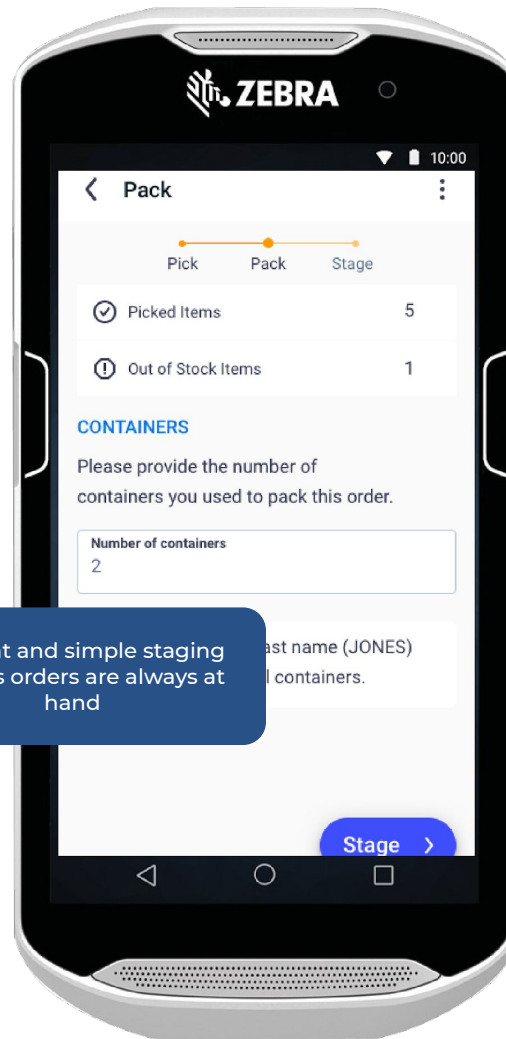 ZEBRA
10:00
Pack
Pick Pack Stage
Picked Items 5
Out of Stock Items 1
CONTAINERS
Please provide the number of
containers you used to pack this order.
Number of containers
2
and simple staging
orders are always at
hand
name (JONES)
containers.
Stage